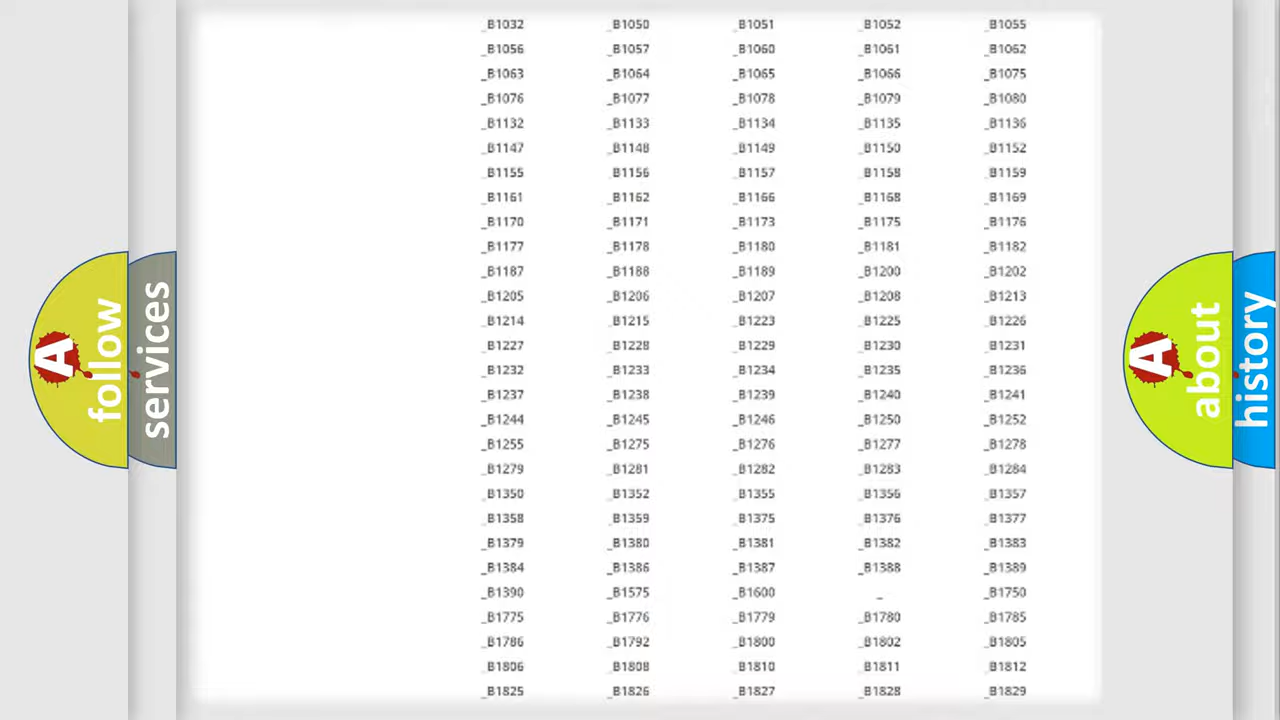 _B1032 _B1050 _B1051 _B1052 _B1055
_B1056 _B1057 _B1060 _B1061 _B1062
_B1063 _B1064 _B1065 _B1066 _B1075
_B1076 _B1077 _B1078 _B1079 _B1080
_B1132 _B1133 _B1134 _B1135 _B1136
_B1147 _B1148 _B1149 _B1150 _B1152
_B1155 _B1156 _B1157 _B1158 _B1159
_B1161 _B1162 _B1166 _B1168 _B1169
_B1170 _B1171 _B1173 _B1175 _B1176
_B1177 _B1178 _B1180 _B1181 _B1182
_B1187 _B1188 _B1189 _B1200 _B1202
_B1205 _B1206 _B1207 _B1208 _B1213
_B1214 _B1215 _B1223 _B1225 _B1226
_B1227 _B1228 _B1229 _B1230 _B1231
_B1232 _B1233 _B1234 _B1235 _B1236
_B1237 _B1238 _B1239 _B1240 _B1241
_B1244 _B1245 _B1246 _B1250 _B1252
_B1255 _B1275 _B1276 _B1277 _B1278
_B1279 _B1281 _B1282 _B1283 _B1284
_B1350 _B1352 _B1355 _B1356 _B1357
_B1358 _B1359 _B1375 _B1376 _B1377
_B1379 _B1380 _B1381 _B1382 _B1383
_B1384 _B1386 _B1387 _B1388 _B1389
_B1390 _B1575 _B1600 _ _B1750
_B1775 _B1776 _B1779 _B1780 _B1785
_B1786 _B1792 _B1800 _B1802 _B1805
_B1806 _B1808 _B1810 _B1811 _B1812
_B1825 _B1826 _B1827 _B1828 _B1829
A
follow
services
A
about
history